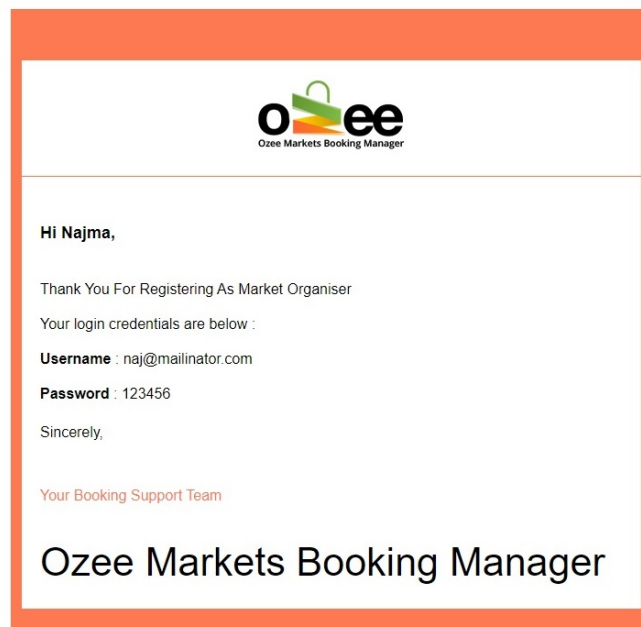 ozee
Ozee Markets Booking Manager
Hi Najma,
Thank You For Registering As Market Organiser
Your login credentials are below :
Username : naj@mailinator.com
Password : 123456
Sincerely,
Your Booking Support Team
Ozee Markets Booking Manager